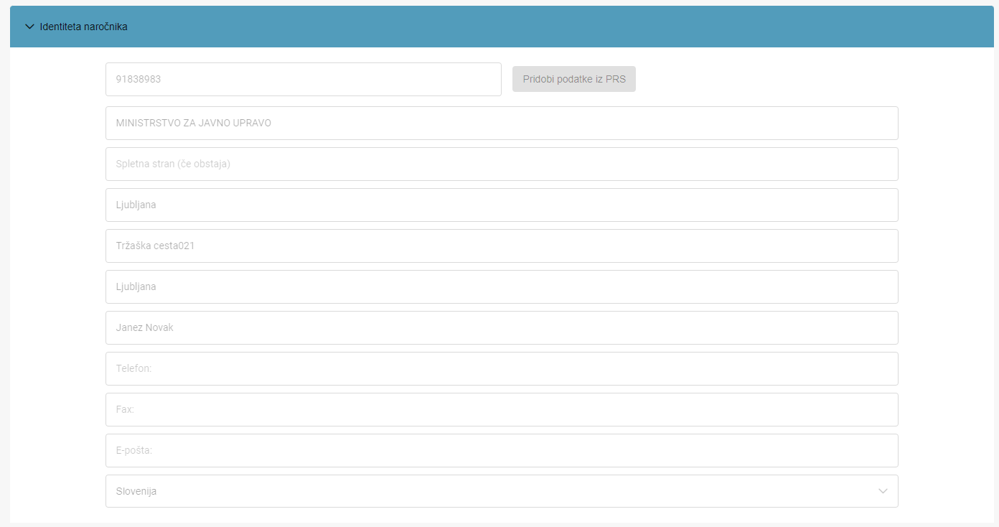 Identiteta naročnika
91838983
Pridobi podatke iz PRS
MINISTRSTVO ZA JAVNO UPRAVO
Spletna stran (če obstaja)
Ljubljana
Tržaška cesta021
Ljubljana
Janez Novak
Telefon:
Fax:
E-pošta:
Slovenija